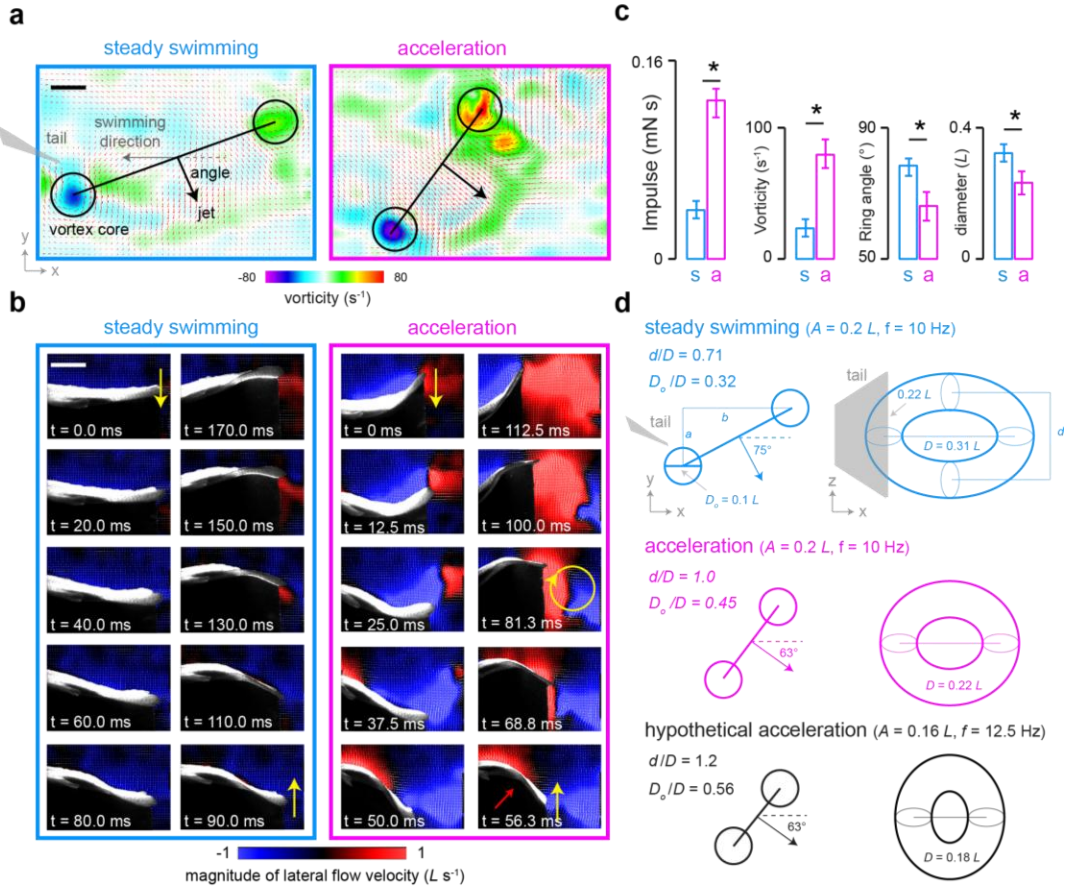 a
steady swimming
acceleration
tail
swimming
direction
angle
jet
vortex core
y
x
-80
80
vorticity (s-1)
b
steady swimming
acceleration
t = 0.0 ms
t = 170.0 ms
t = 0 ms
t = 112.5 ms
t = 20.0 ms
t = 150.0 ms
t = 12.5 ms
t = 100.0 ms
t = 40.0 ms
t = 130.0 ms
t = 25.0 ms
t = 81.3 ms
t = 60.0 ms
t = 110.0 ms
t = 37.5 ms
t = 68.8 ms
t = 80.0 ms
t = 90.0 ms
t = 50.0 ms
t = 56.3 ms
-1
1
magnitude of lateral flow velocity (L s-1)
c
Impulse (mN s)
0.16
0
*
s
a
Vorticity (s-1)
100
0
*
s
a
Ring angle (°)
90
50
*
s
a
diameter (L)
0.4
0
*
s
a
d
steady swimming (A = 0.2 L, f = 10 Hz)
d/D = 0.71
Do/D = 0.32
tail
a
b
75°
Do = 0.1 L
y
x
tail
0.22 L
D = 0.31 L
d
z
x
acceleration (A = 0.2 L, f = 10 Hz)
d/D = 1.0
Do/D = 0.45
63°
D = 0.22 L
hypothetical acceleration (A = 0.16 L, f = 12.5 Hz)
d/D = 1.2
Do/D = 0.56
63°
D = 0.18 L